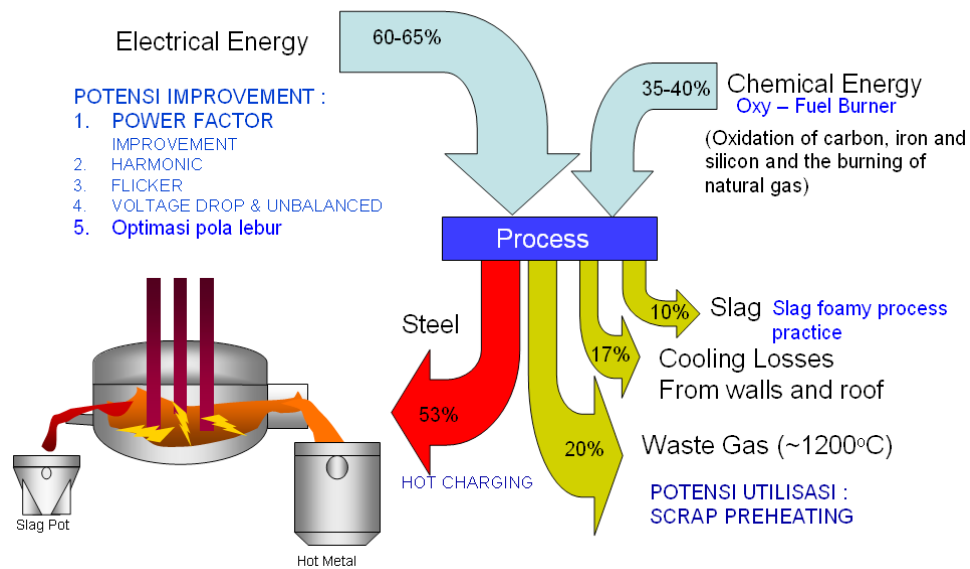 Electrical Energy
60-65%
POTENSI IMPROVEMENT :
1. POWER FACTOR
IMPROVEMENT
2. HARMONIC
3. FLICKER
4. VOLTAGE DROP & UNBALANCED
5. Optimasi pola lebur
35-40%
Chemical Energy
Oxy – Fuel Burner
(Oxidation of carbon, iron and
silicon and the burning of
natural gas)
Process
Steel
53%
HOT CHARGING
10%
Slag
Slag foamy process
practice
17%
Cooling Losses
From walls and roof
20%
Waste Gas (~1200°C)
POTENSI UTILISASI :
SCRAP PREHEATING
Slag Pot
Hot Metal